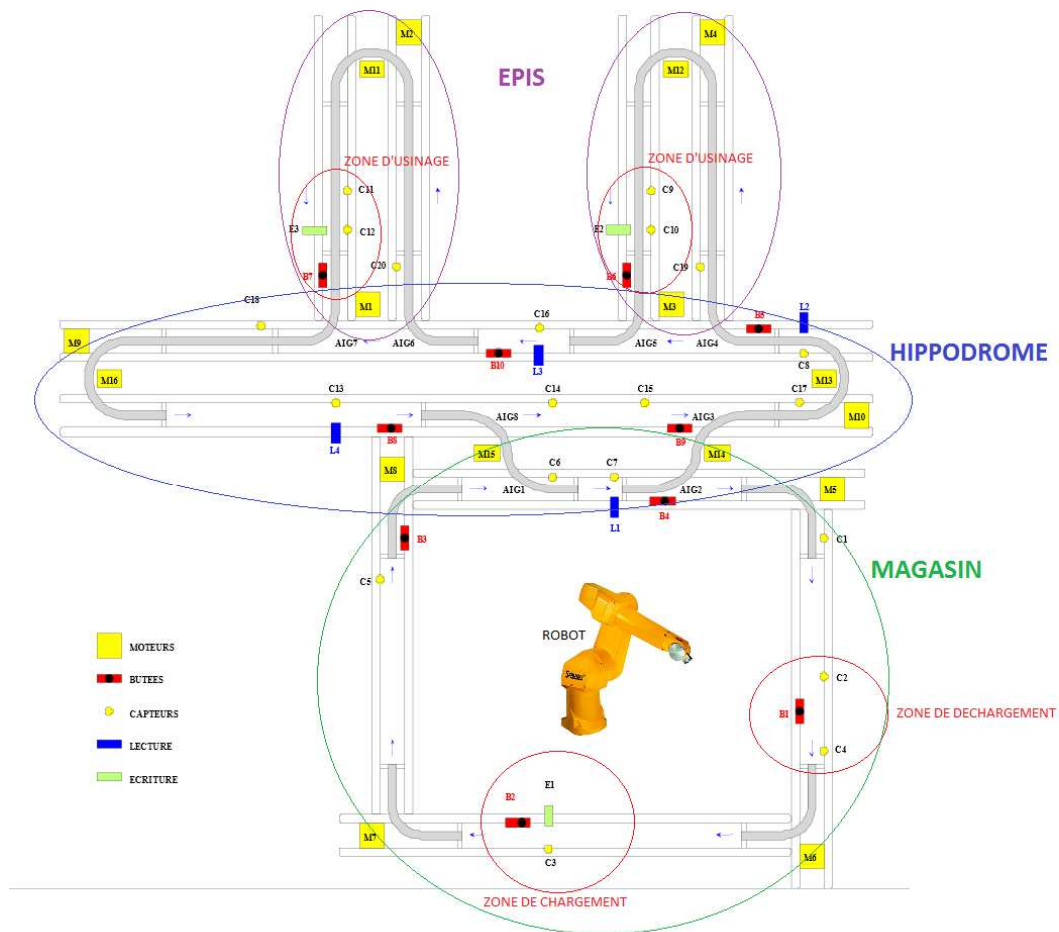 M2
M4
M11
M12
EPIS
ZONE D'USINAGE
ZONE D'USINAGE
C11
C9
E3
C12
E2
C10
B7
C20
B6
C19
M1
M3
C18
C16
B5
L2
M9
AIG7
AIG6
AIG5
AIG4
HIPPODROME
B10
L3
C8
M16
M13
C13
C14
C15
C17
AIG8
AIG3
M10
L4
B8
B9
M15
M14
M8
C6
C7
AIG1
AIG2
M5
L1
B4
B3
C1
MAGASIN
C5
ROBOT
MOTEURS
BUTEES
C2
CAPTEURS
B1
ZONE DE DECHARGEMENT
LECTURE
C4
ECRITURE
E1
B2
M7
M6
C3
ZONE DE CHARGEMENT